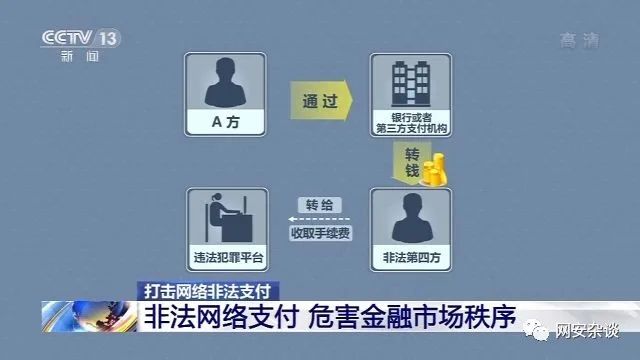 CCTV 13
新闻
高清
A方
通过
银行或者
第三方支付机构
转
钱
违法犯罪平台
转给
收取手续费
非法第四方
打击网络非法支付
非法网络支付 危害金融市场秩序
网安杂谈